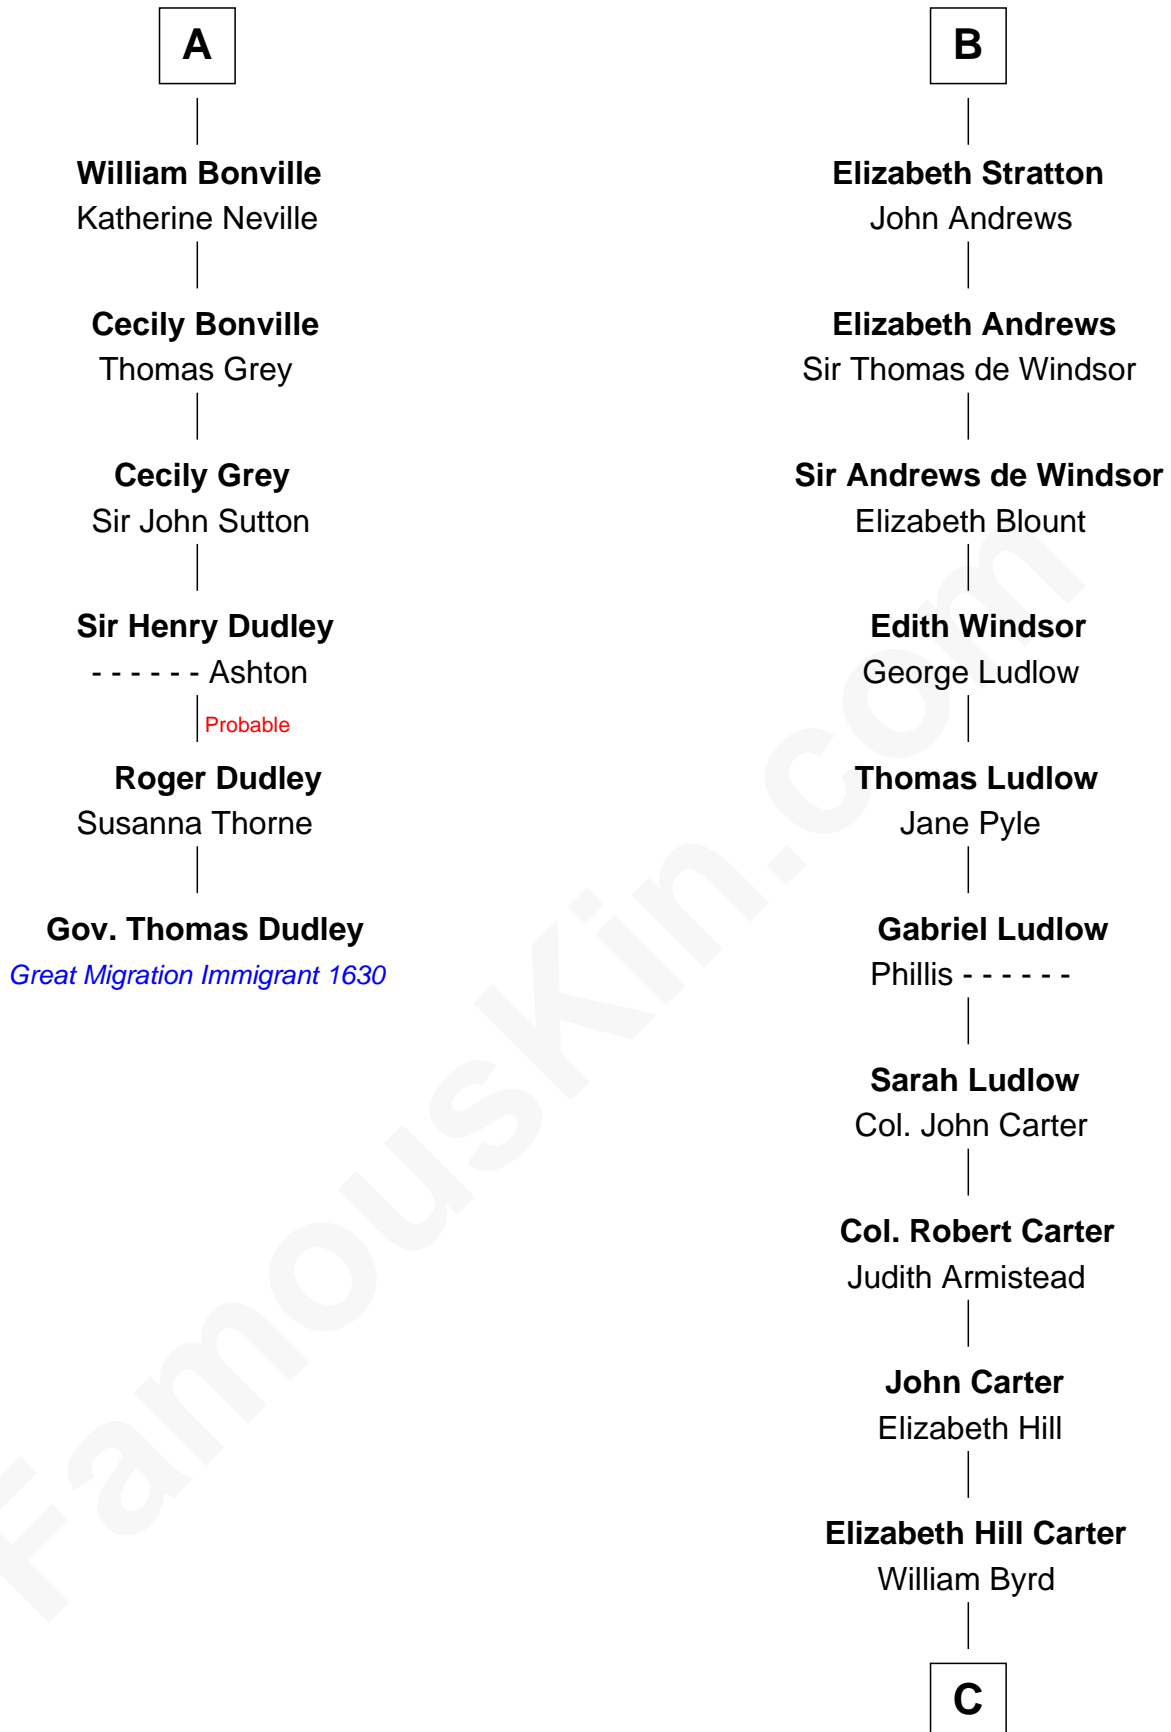 A
William Bonville
Katherine Neville
Cecily Bonville
Thomas Grey
Cecily Grey
Sir John Sutton
Sir Henry Dudley
- - - - - - Ashton
Probable
Roger Dudley
Susanna Thorne
Gov. Thomas Dudley
Great Migration Immigrant 1630
B
Elizabeth Stratton
John Andrews
Elizabeth Andrews
Sir Thomas de Windsor
Sir Andrews de Windsor
Elizabeth Blount
Edith Windsor
George Ludlow
Thomas Ludlow
Jane Pyle
Gabriel Ludlow
Phillis - - - - - -
Sarah Ludlow
Col. John Carter
Col. Robert Carter
Judith Armistead
John Carter
Elizabeth Hill
Elizabeth Hill Carter
William Byrd
C
FamousKin.com